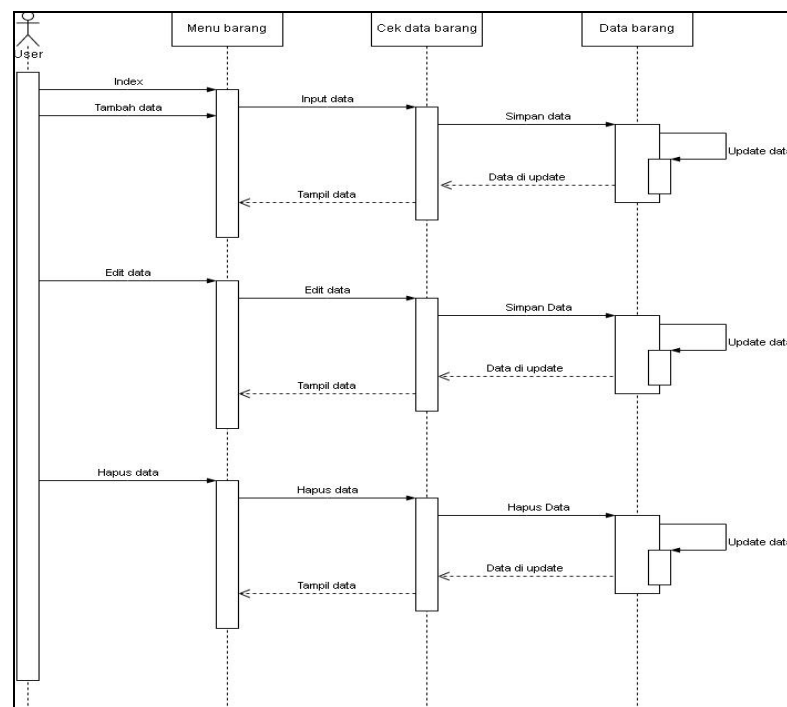 User
Menu barang
Cek data barang
Data barang
Index
Tambah data
Input data
Simpan data
Update data
Data di update
Tampil data
Edit data
Edit data
Simpan Data
Update data
Data di update
Tampil data
Hapus data
Hapus data
Hapus Data
Update data
Data di update
Tampil data